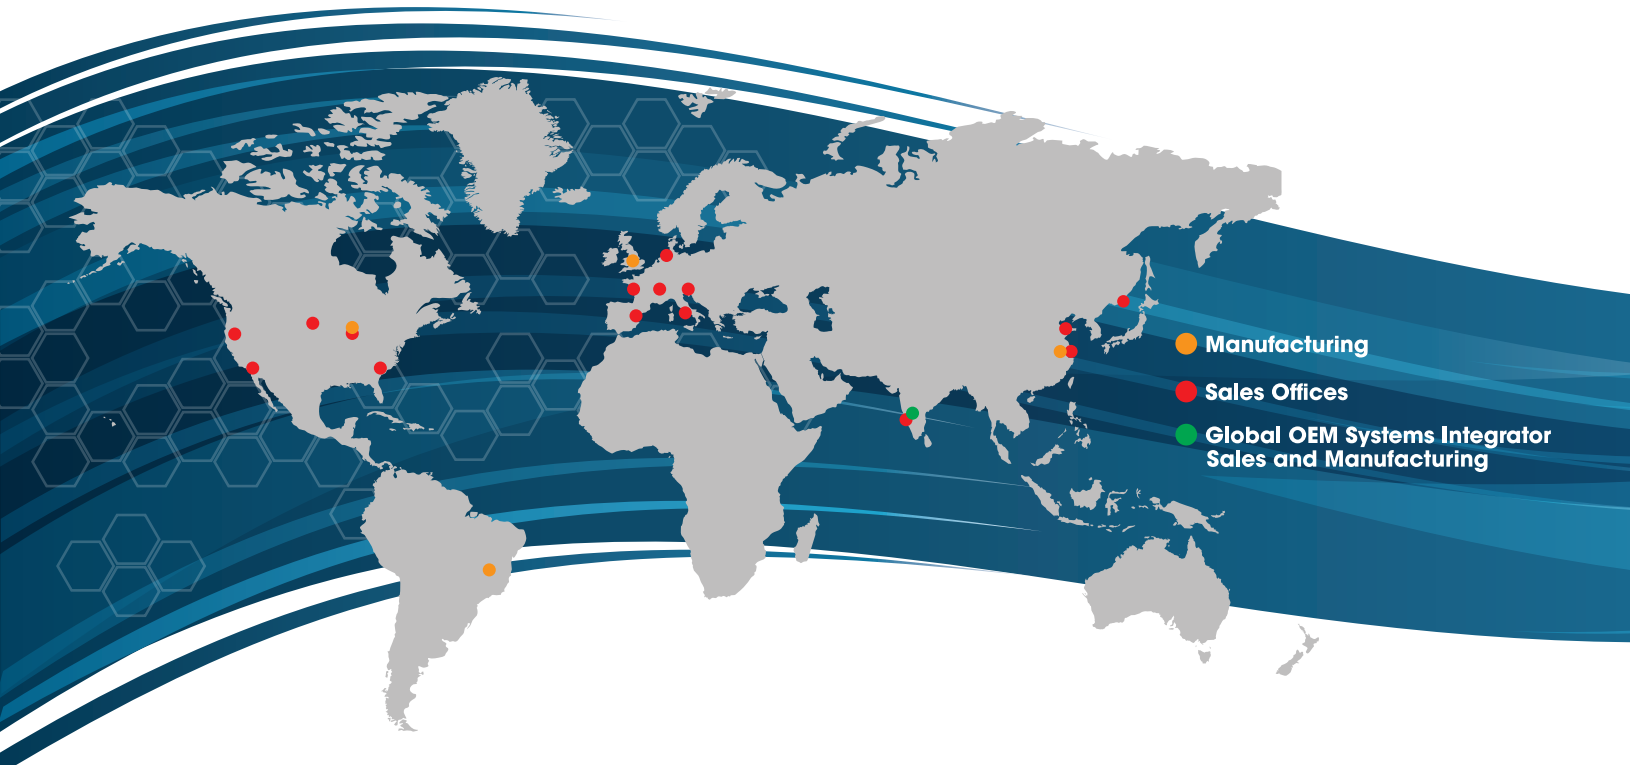 Manufacturing
Sales Offices
Global OEM Systems Integrator
Sales and Manufacturing